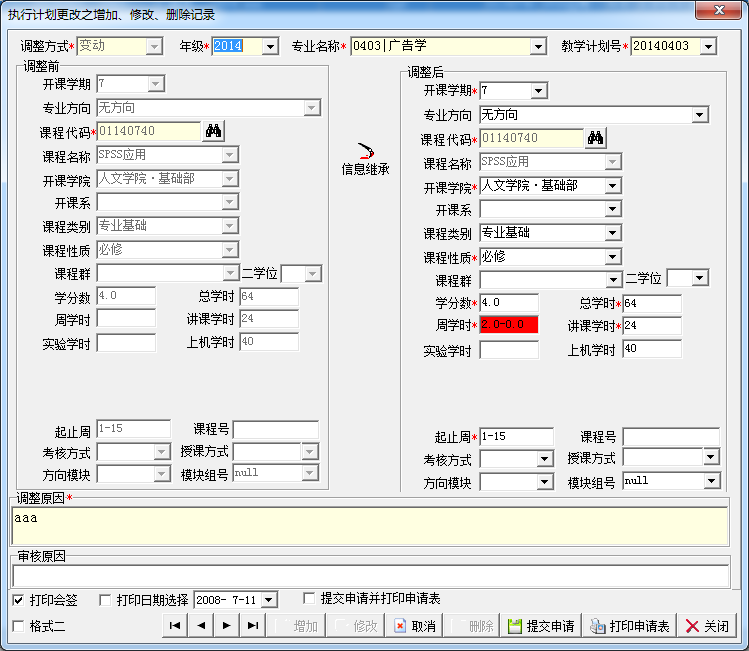 执行计划更改之增加、修改、删除记录
调整方式* 变动 年级* 2014 专业名称* 0403|广告学 教学计划号* 20140403
调整前
开课学期 7
专业方向 无方向
课程代码* 01140740
课程名称 SPSS应用
开课学院 人文学院·基础部
开课系
课程类别 专业基础
课程性质 必修
课程群 二学位
学分数 4.0 总学时 64
周学时 讲课学时 24
实验学时 上机学时 40
起止周 1-15 课程号
考核方式 授课方式
方向模块 模块组号 null
信息继承
调整后
开课学期* 7
专业方向 无方向
课程代码* 01140740
课程名称 SPSS应用
开课学院* 人文学院·基础部
开课系
课程类别 专业基础
课程性质* 必修
课程群 二学位
学分数* 4.0 总学时* 64
周学时* 2.0-0.0 讲课学时* 24
实验学时 上机学时 40
起止周* 1-15 课程号
考核方式 授课方式
方向模块 模块组号 null
调整原因*
aaa
审核原因
打印会签 打印日期选择 2008- 7-11 提交申请并打印申请表
格式二 增加 修改 取消 删除 提交申请 打印申请表 关闭